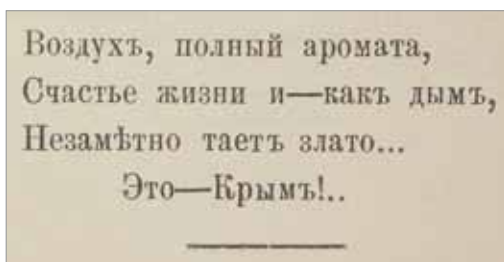 Воздухъ, полный аромата,
Счастье жизни и—какъ дымъ,
Незамѣтно таетъ злато...
Это—Крымъ!..